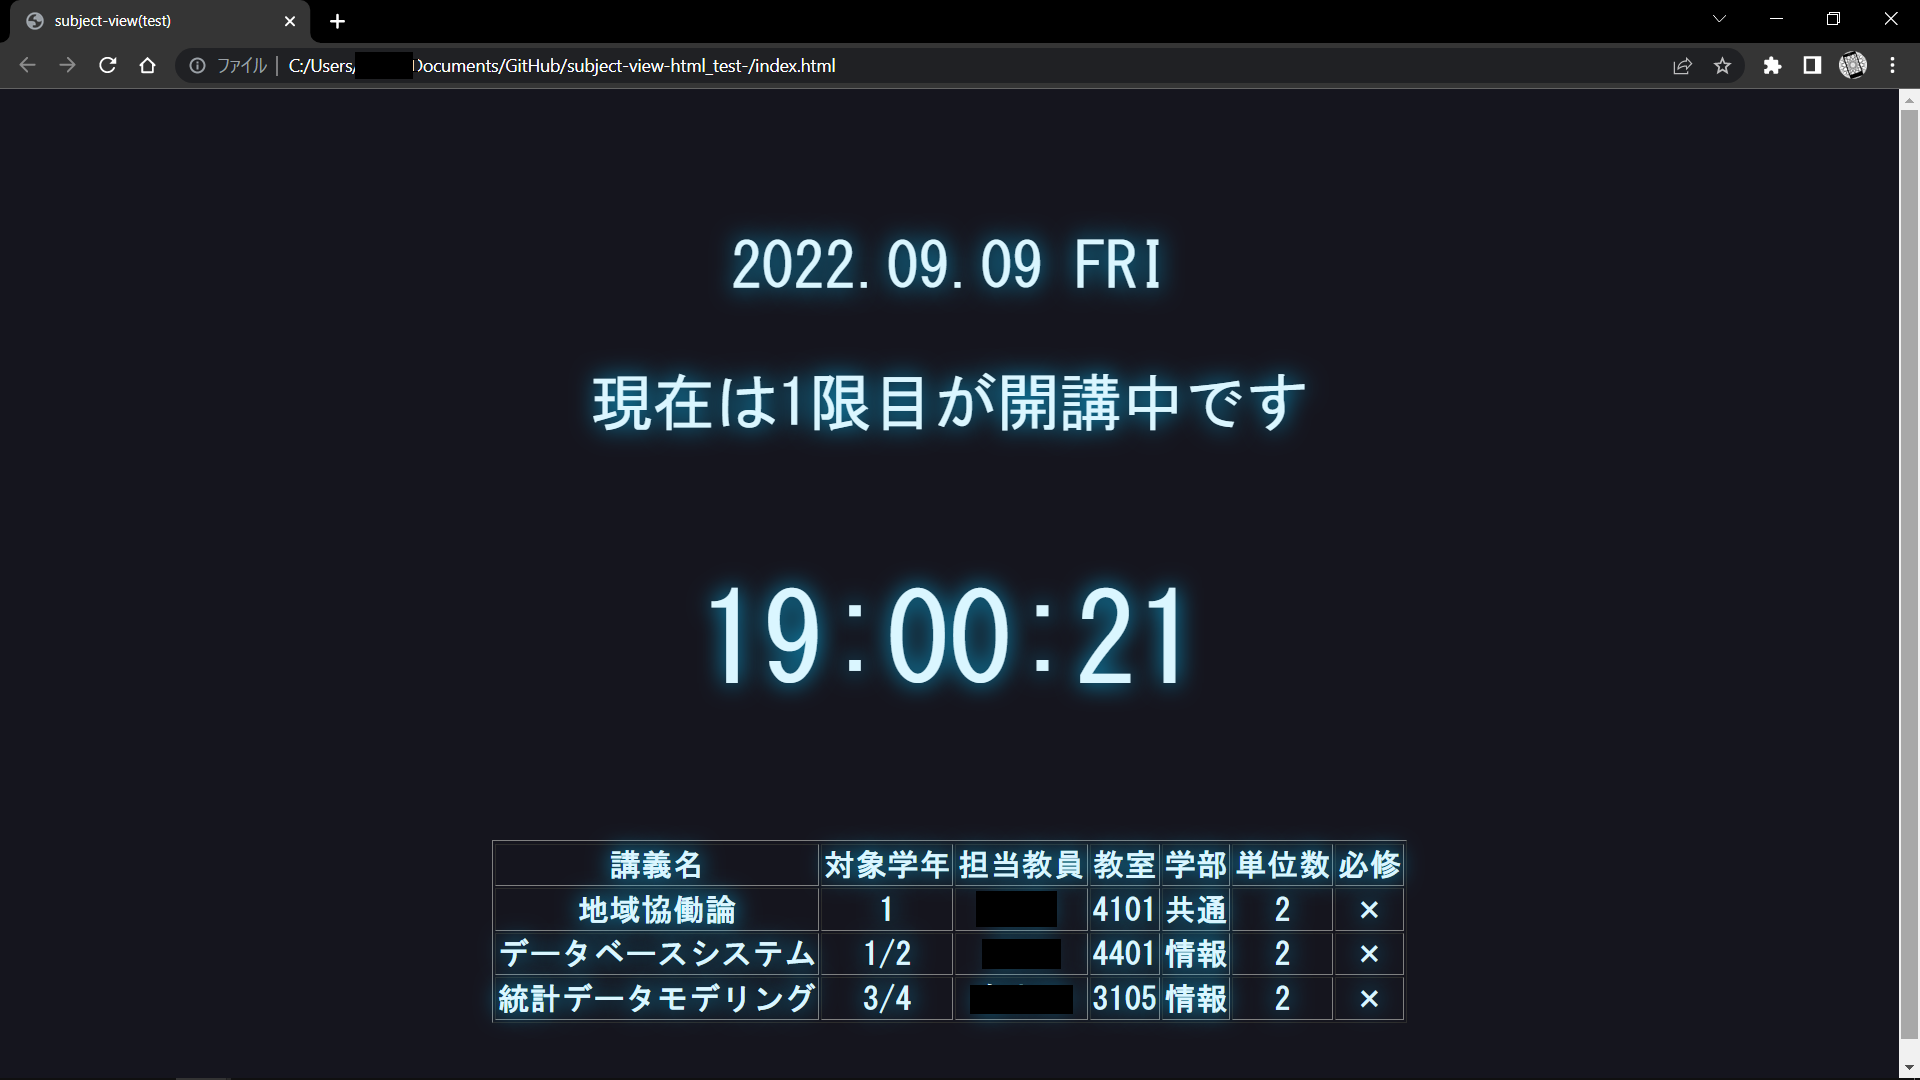 subject-view(test)
ファイル | C:/Users/ Documents/GitHub/subject-view-html_test-/index.html
2022.09.09 FRI
現在は1限目が開講中です
19:00:21
講義名 対象学年 担当教員 教室 学部 単位数 必修
地域協働論 1 4101 共通 2 ×
データベースシステム 1/2 4401 情報 2 ×
統計データモデリング 3/4 3105 情報 2 ×